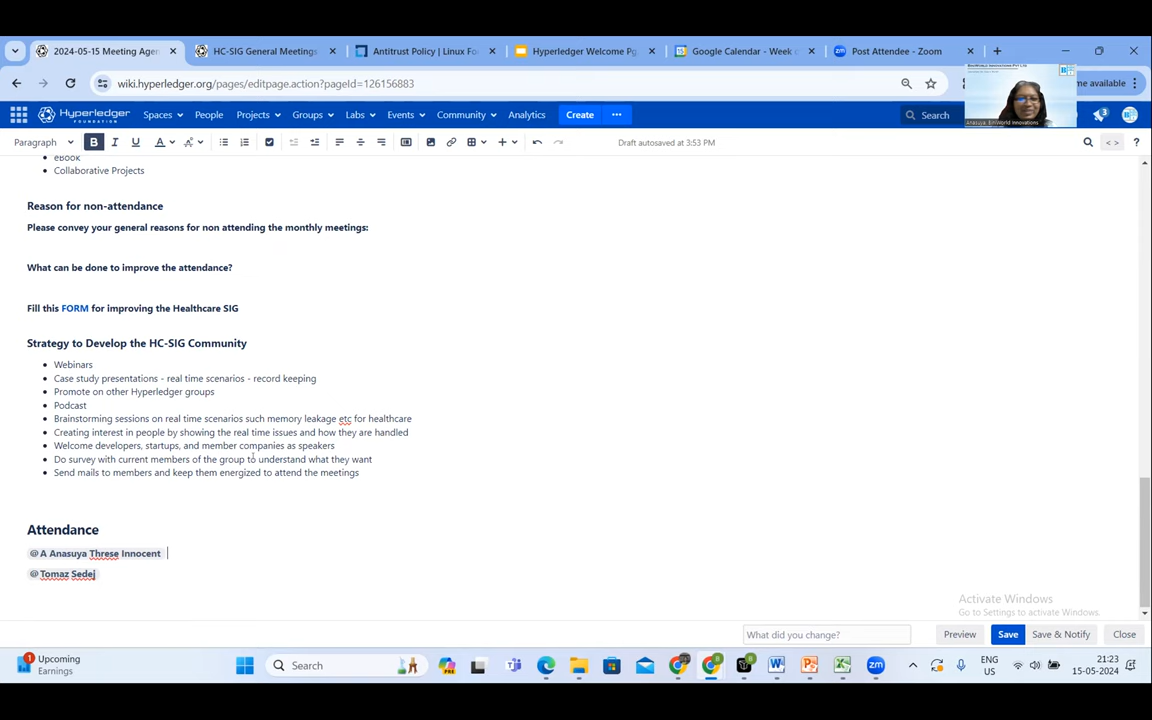 2024-05-15 Meeting Agen
HC-SIG General Meetings
Antitrust Policy | Linux Fo
Hyperledger Welcome Pg
Google Calendar - Week
Post Attendee - Zoom
wiki.hyperledger.org/pages/editpage.action?pageId=126156883
me available
Anasuya, BinWorld Innovations
HYPERLEDGER
FOUNDATION
Spaces
People
Projects
Groups
Labs
Events
Community
Analytics
Create
Search
3
Paragraph
B
I
U
A
Draft autosaved at 3:53 PM
< >
?
eBook
Collaborative Projects
Reason for non-attendance
Please convey your general reasons for non attending the monthly meetings:
What can be done to improve the attendance?
Fill this FORM for improving the Healthcare SIG
Strategy to Develop the HC-SIG Community
Webinars
Case study presentations - real time scenarios - record keeping
Promote on other Hyperledger groups
Podcast
Brainstorming sessions on real time scenarios such memory leakage etc for healthcare
Creating interest in people by showing the real time issues and how they are handled
Welcome developers, startups, and member companies as speakers
Do survey with current members of the group to understand what they want
Send mails to members and keep them energized to attend the meetings
Attendance
@A Anasuya Threse Innocent
@Tomaz Sedej
Activate Windows
Go to Settings to activate Windows.
What did you change?
Preview
Save
Save & Notify
Close
1
Upcoming
Earnings
Search
zm
ENG
US
21:23
15-05-2024